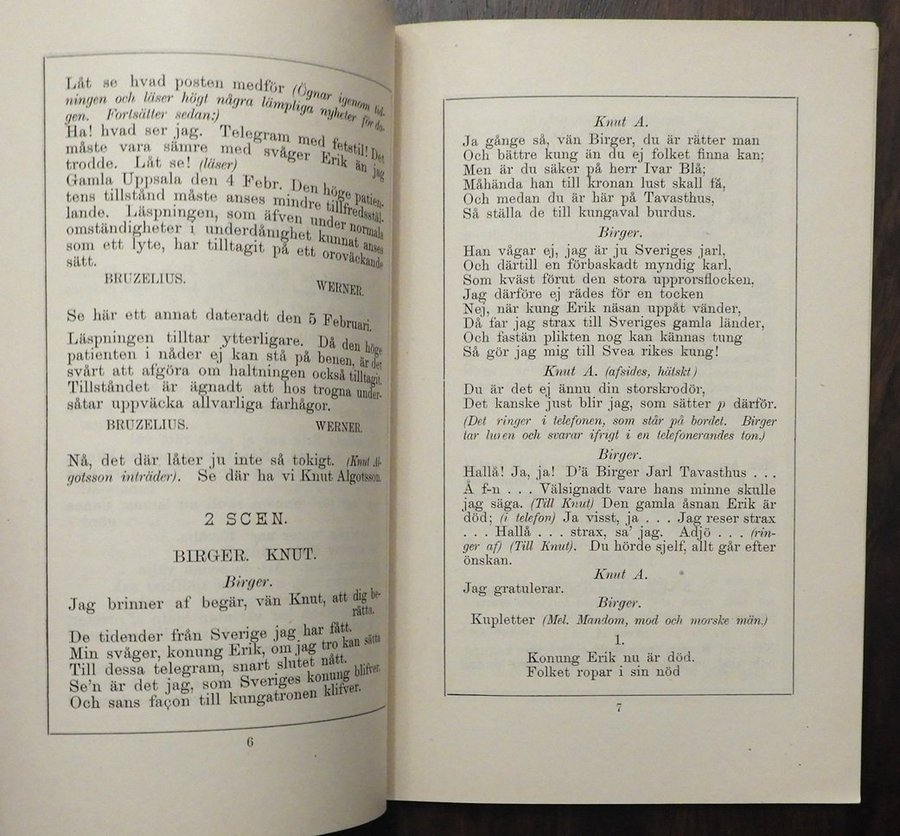 Låt se hvad posten medför (Ögnar igenom tid-
ningen och läser högt några lämpliga nyheter för da-
gen. Fortsätter sedan:)
Ha! hvad ser jag. Telegram med fetstil! Det
måste vara sämre med svåger Erik än jag
trodde. Låt se! (läser)
Gamla Uppsala den 4 Febr. Den höge patien-
tens tillstånd måste anses mindre tillfredsstäl-
lande. Läspningen, som äfven under normala
omständigheter i underdånighet kunnat anses
som ett lyte, har tilltagit på ett oroväckande
sätt.
BRUZELIUS. WERNER.
Se här ett annat dateradt den 5 Februari.
Läspningen tilltar ytterligare. Då den höge
patienten i nåder ej kan stå på benen, är det
svårt att afgöra om haltningen också tilltagit.
Tillståndet är ägnadt att hos trogna under-
såtar uppväcka allvarliga farhågor.
BRUZELIUS. WERNER.
Nå, det där låter ju inte så tokigt. (Knut Al-
gotsson inträder). Se där ha vi Knut Algotsson.
2 SCEN.
BIRGER. KNUT.
Birger.
Jag brinner af begär, vän Knut, att dig be-
rätta.
De tidender från Sverige jag har fått.
Min svåger, konung Erik, om jag tro kan sätta
Till dessa telegram, snart slutet nått.
Se'n är det jag, som Sveriges konung blifver,
Och sans façon till kungatronen klifver.
6
Knut A.
Ja gånge så, vän Birger, du är rätter man
Och bättre kung än du ej folket finna kan;
Men är du säker på herr Ivar Blå;
Måhända han till kronan lust skall få,
Och medan du är här på Tavasthus,
Så ställa de till kungaval burdus.
Birger.
Han vågar ej, jag är ju Sveriges jarl,
Och därtill en förbaskadt myndig karl,
Som kväst förut den stora upprorsflocken,
Jag därföre ej rädes för en tocken
Nej, när kung Erik näsan uppåt vänder,
Då far jag strax till Sveriges gamla länder,
Och fastän plikten nog kan kännas tung
Så gör jag mig till Svea rikes kung!
Knut A. (afsides, hätskt)
Du är det ej ännu din storskrodör,
Det kanske just blir jag, som sätter p därför.
(Det ringer i telefonen, som står på bordet. Birger
tar luren och svarar ifrigt i en telefonerandes ton.)
Birger.
Hallå! Ja, ja! D'ä Birger Jarl Tavasthus . . .
Å f-n . . . Välsignadt vare hans minne skulle
jag säga. (Till Knut) Den gamla åsnan Erik är
död; (i telefon) Ja visst, ja . . . Jag reser strax
. . . Hallå . . . strax, sa' jag. Adjö . . . (rin-
ger af) (Till Knut). Du hörde sjelf, allt går efter
önskan.
Knut A.
Jag gratulerar.
Birger.
Kupletter (Mel. Mandom, mod och morske män.)
1.
Konung Erik nu är död.
Folket ropar i sin nöd
7